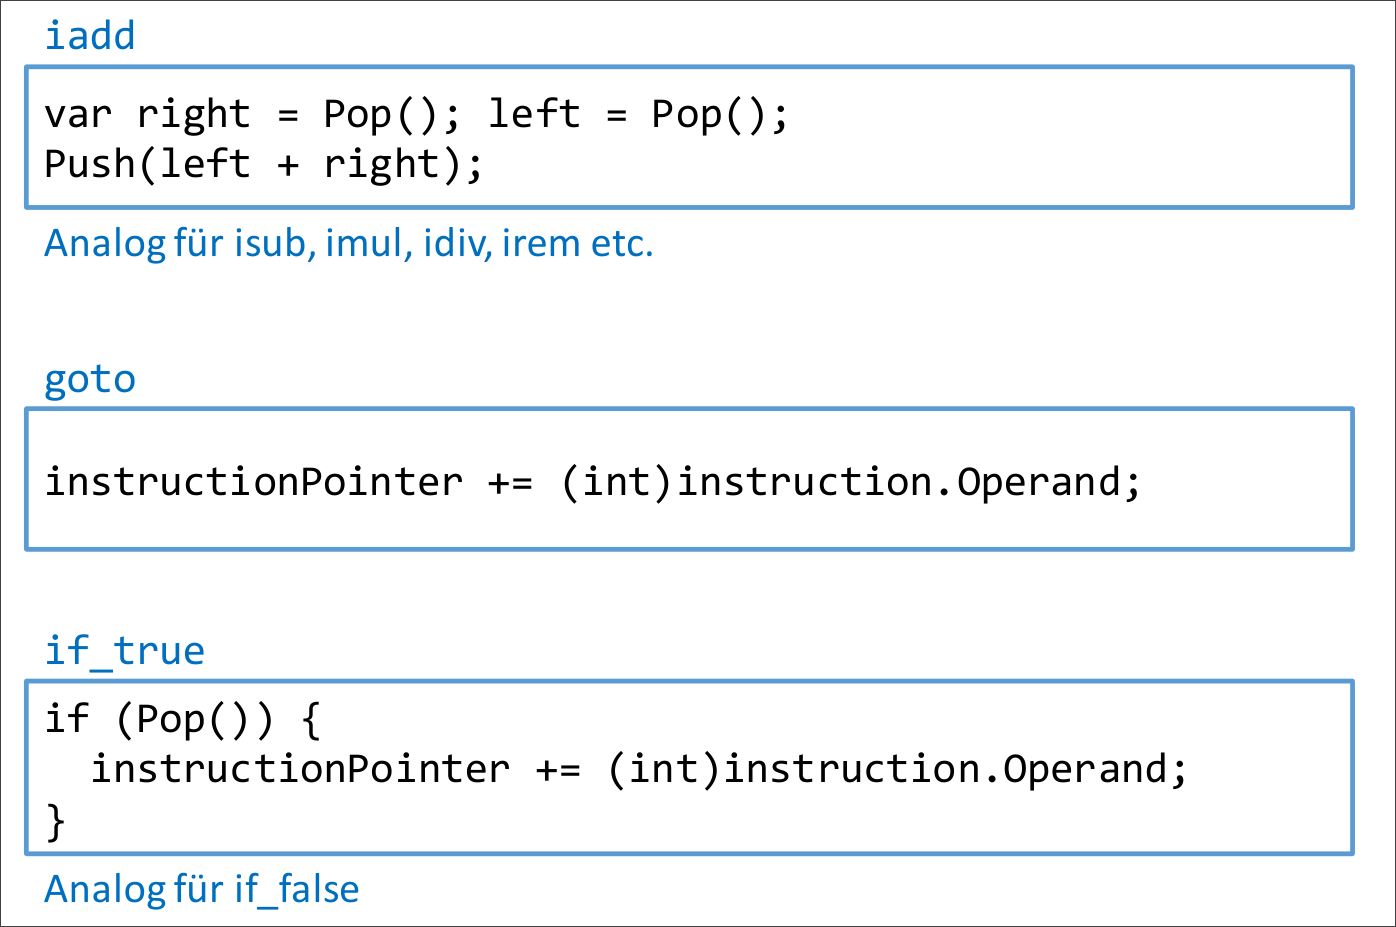 iadd
var right = Pop(); left = Pop();
Push(left + right);
Analog für isub, imul, idiv, irem etc.
goto
instructionPointer += (int)instruction.Operand;
if_true
if (Pop()) {
  instructionPointer += (int)instruction.Operand;
}
Analog für if_false